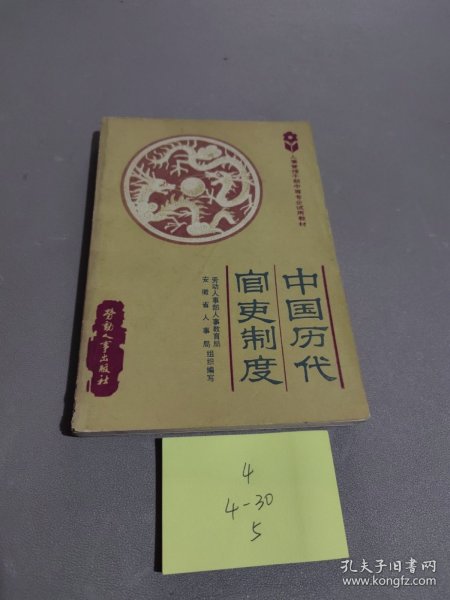 人事管理干部中等专业试用教材
中国历代
官吏制度
劳动人事部人事教育局
安徽省人事局组织编写
劳动人事出版社
4
4-30
5
孔夫子旧书网
www.kongfz.com